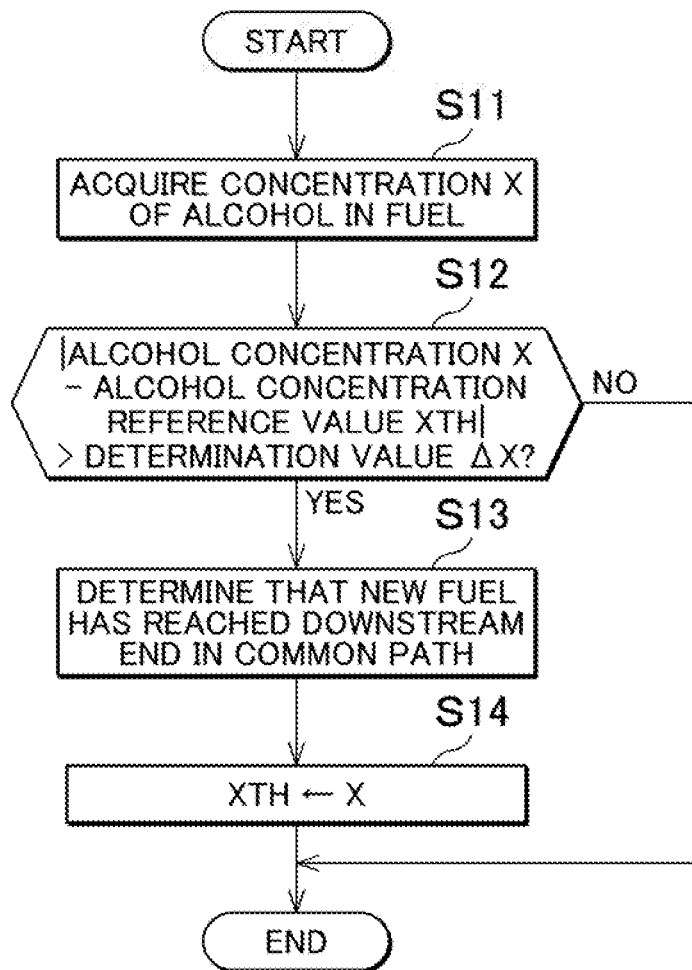 START
S11
ACQUIRE CONCENTRATION X
OF ALCOHOL IN FUEL
S12
|ALCOHOL CONCENTRATION X
- ALCOHOL CONCENTRATION
REFERENCE VALUE XTH|
> DETERMINATION VALUE ΔX?
NO
YES
S13
DETERMINE THAT NEW FUEL
HAS REACHED DOWNSTREAM
END IN COMMON PATH
S14
XTH ← X
END